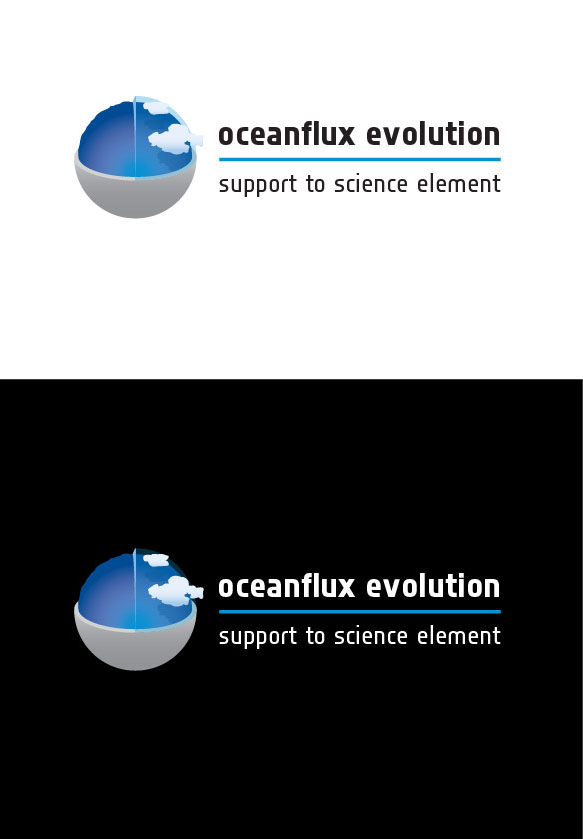 oceanflux evolution
support to science element
oceanflux evolution
support to science element